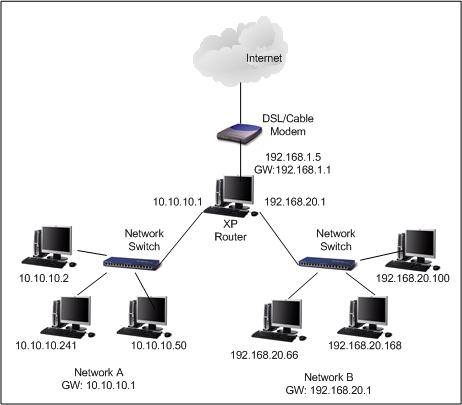 Internet
DSL/Cable
Modem
192.168.1.5
GW:192.168.1.1
10.10.10.1
192.168.20.1
XP
Router
Network
Switch
Network
Switch
10.10.10.2
192.168.20.100
10.10.10.241
10.10.10.50
192.168.20.66
192.168.20.168
Network A
GW: 10.10.10.1
Network B
GW: 192.168.20.1